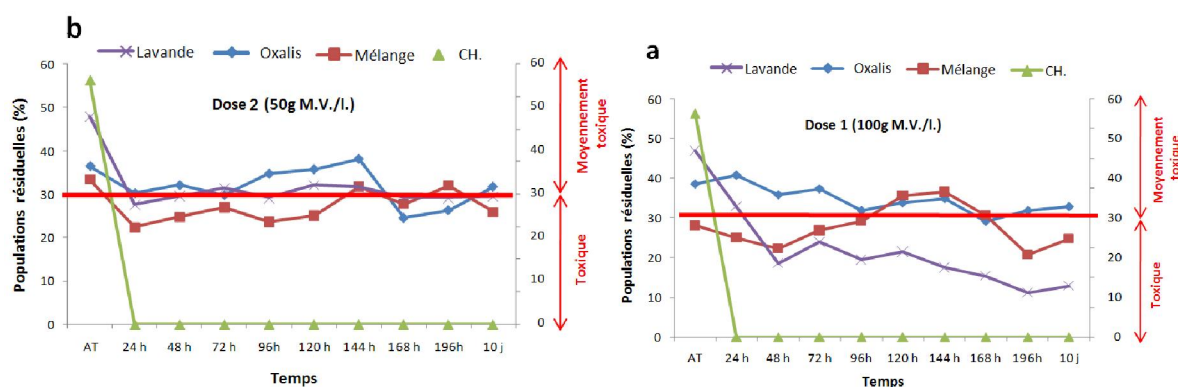 b
Lavande Oxalis Mélange CH.
Dose 2 (50g M.V./l.)
Populations résiduelles (%)
60
50
40
30
20
10
0
60
50
40
30
20
10
0
Moyennement
toxique
Toxique
AT 24 h 48 h 72 h 96h 120 h 144 h 168 h 196h 10 j
Temps
a
Lavande Oxalis Mélange CH.
Dose 1 (100g M.V./l.)
Populations résiduelles (%)
60
50
40
30
20
10
0
60
50
40
30
20
10
0
Moyennement
toxique
Toxique
AT 24 h 48 h 72 h 96h 120 h 144 h 168 h 196h 10 j
Temps